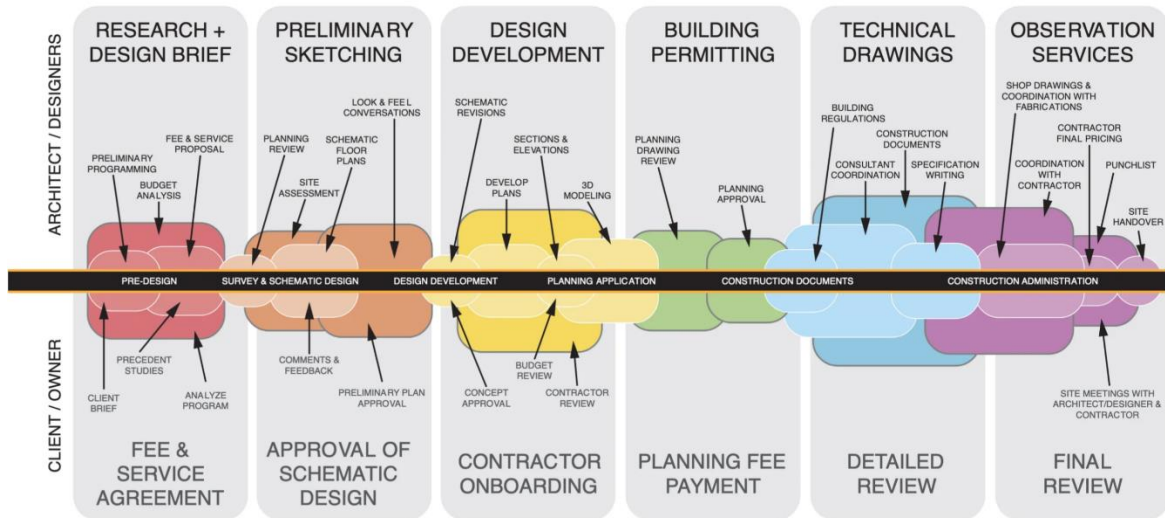 ARCHITECT / DESIGNERS
CLIENT / OWNER
RESEARCH +
DESIGN BRIEF
FEE & SERVICE
PROPOSAL
PRELIMINARY
PROGRAMMING
BUDGET
ANALYSIS
PRE-DESIGN
PRECEDENT
STUDIES
CLIENT
BRIEF
ANALYZE
PROGRAM
FEE &
SERVICE
AGREEMENT
PRELIMINARY
SKETCHING
LOOK & FEEL
CONVERSATIONS
PLANNING
REVIEW
SCHEMATIC
FLOOR
PLANS
SITE
ASSESSMENT
SURVEY & SCHEMATIC DESIGN
COMMENTS &
FEEDBACK
PRELIMINARY PLAN
APPROVAL
APPROVAL OF
SCHEMATIC
DESIGN
DESIGN
DEVELOPMENT
SCHEMATIC
REVISIONS
SECTIONS &
ELEVATIONS
DEVELOP
PLANS
3D
MODELING
DESIGN DEVELOPMENT
PLANNING APPLICATION
BUDGET
REVIEW
CONCEPT
APPROVAL
CONTRACTOR
REVIEW
CONTRACTOR
ONBOARDING
BUILDING
PERMITTING
PLANNING
DRAWING
REVIEW
PLANNING
APPROVAL
CONSTRUCTION DOCUMENTS
PLANNING FEE
PAYMENT
TECHNICAL
DRAWINGS
BUILDING
REGULATIONS
CONSTRUCTION
DOCUMENTS
CONSULTANT
COORDINATION
SPECIFICATION
WRITING
DETAILED
REVIEW
OBSERVATION
SERVICES
SHOP DRAWINGS &
COORDINATION WITH
FABRICATIONS
CONTRACTOR
FINAL PRICING
COORDINATION
WITH
CONTRACTOR
PUNCHLIST
SITE
HANDOVER
CONSTRUCTION ADMINISTRATION
SITE MEETINGS WITH
ARCHITECT/DESIGNER &
CONTRACTOR
FINAL
REVIEW